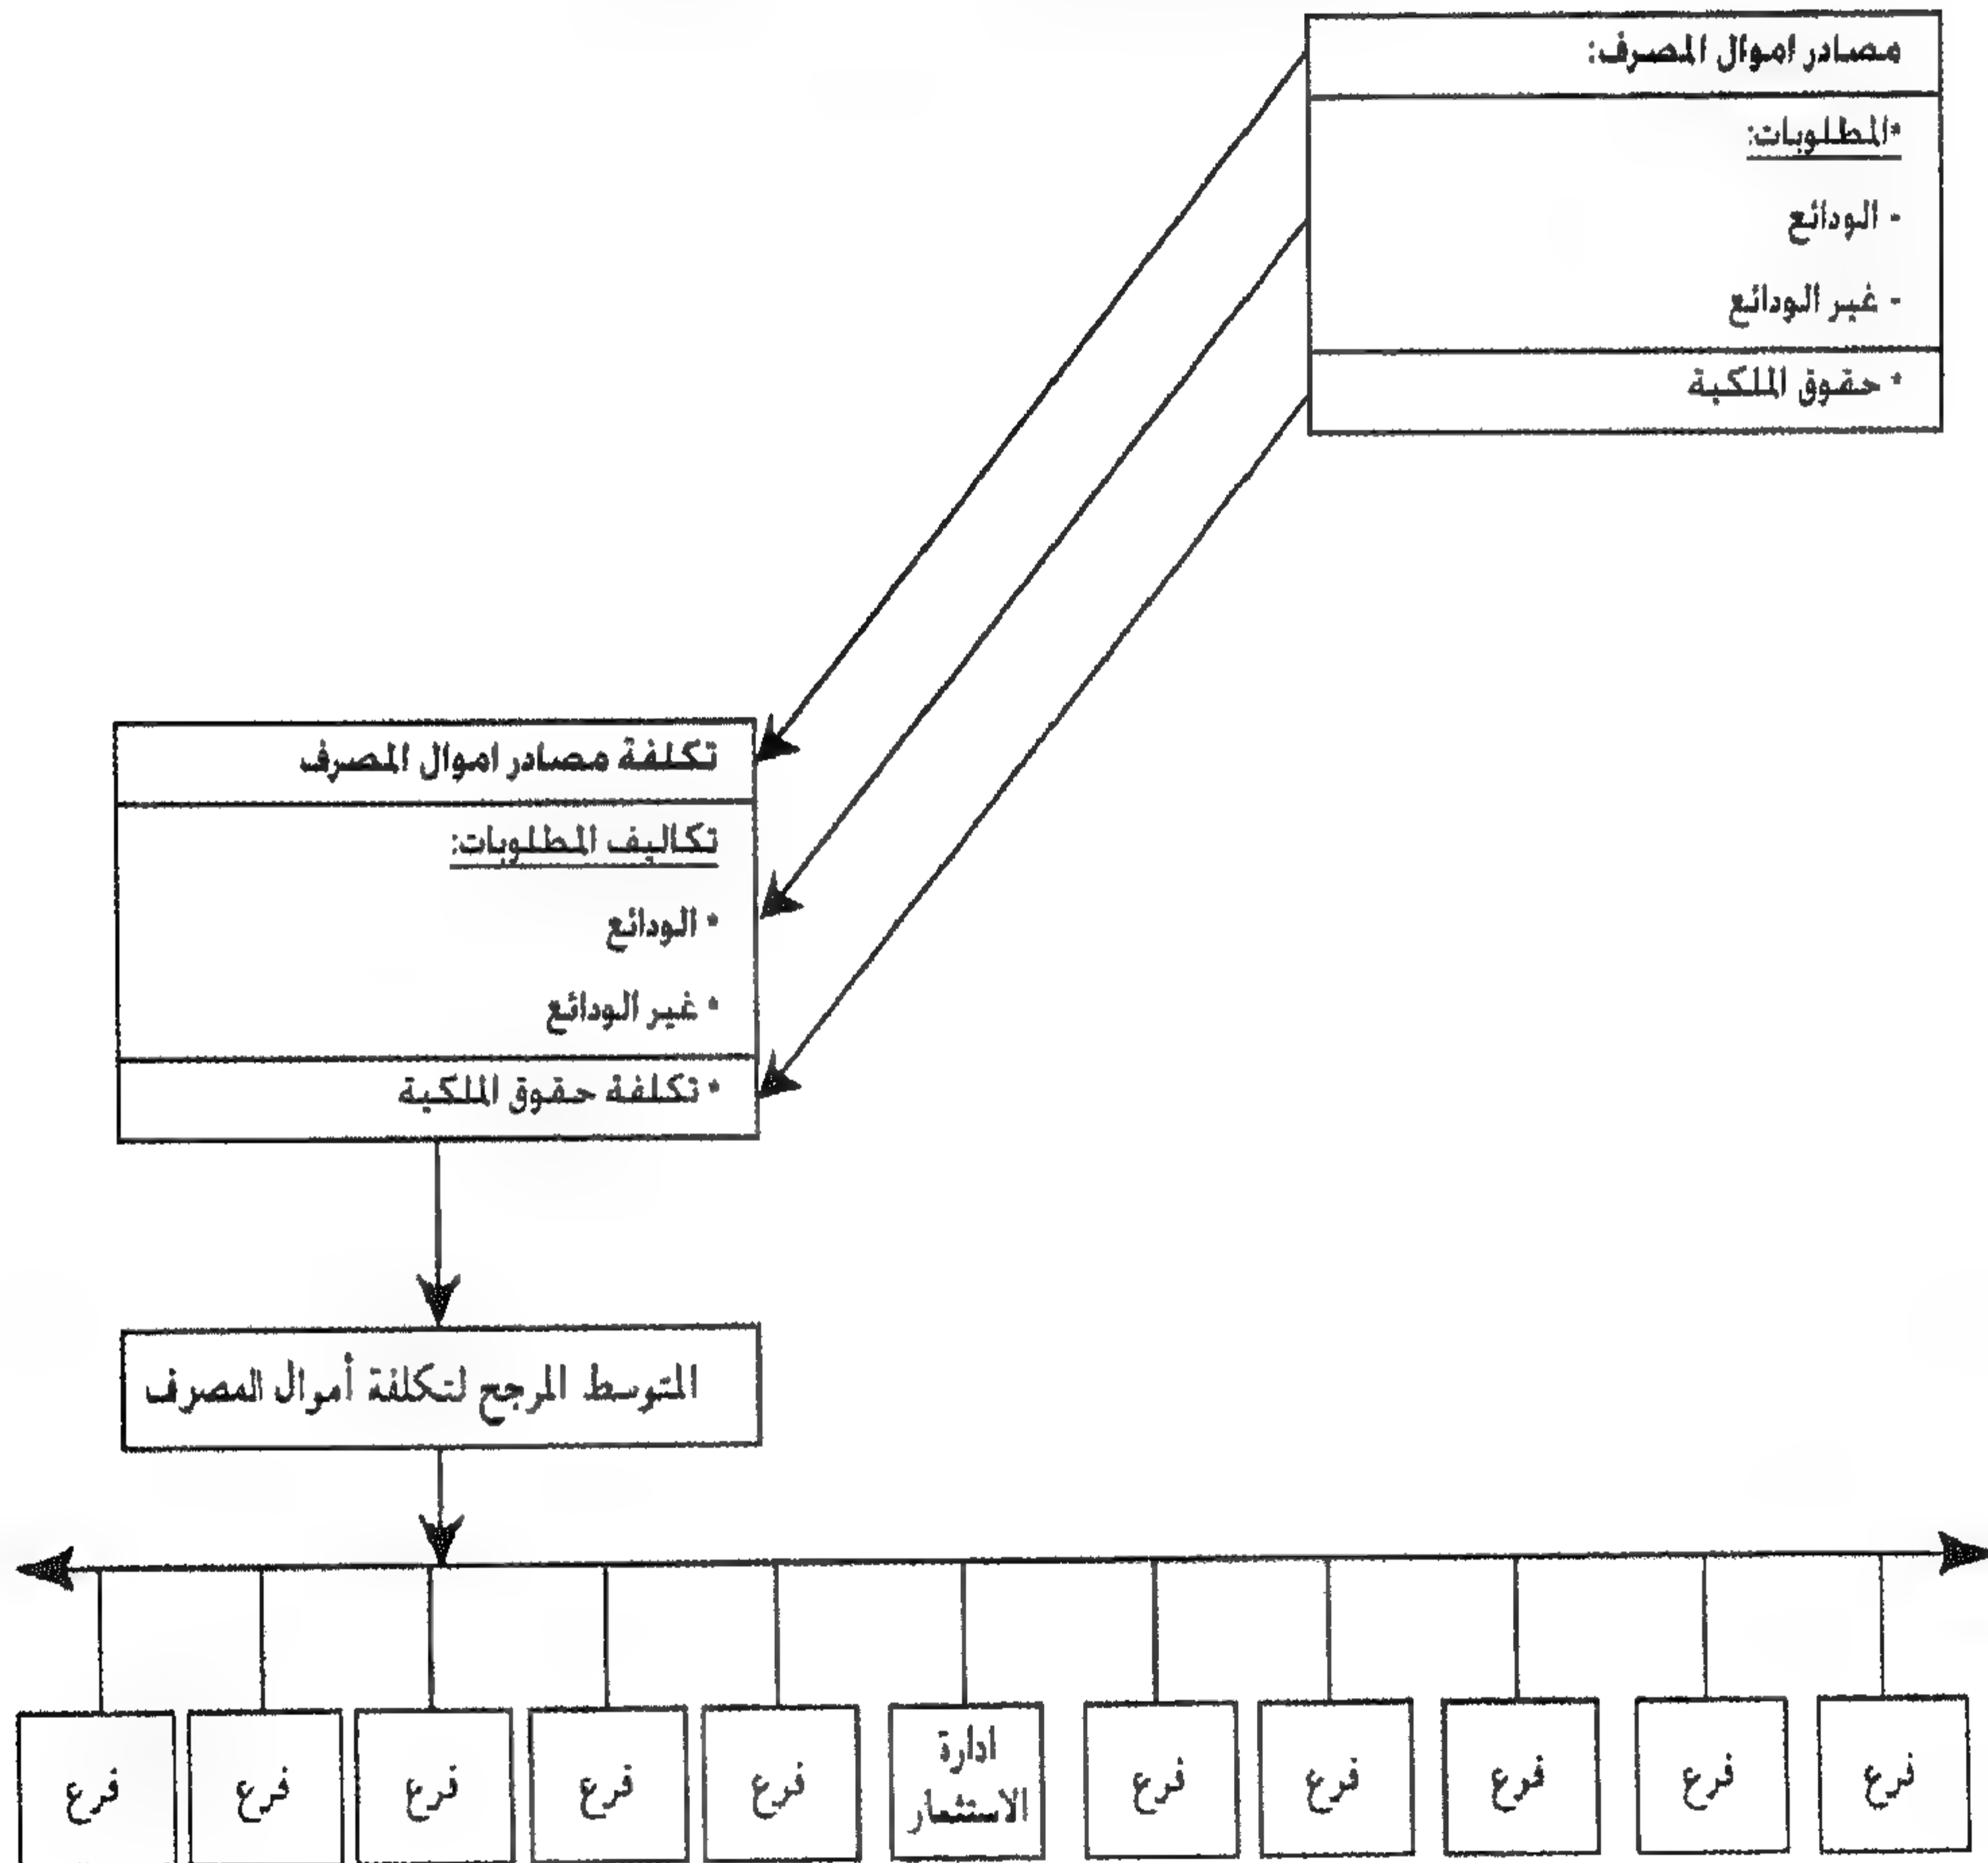 مصادر اموال المصرف:
*المطلوبات:
- الودائع
- غير الودائع
* حقوق الملكية
تكلفة مصادر اموال المصرف
تكاليف المطلوبات:
* الودائع
* غير الودائع
* تكلفة حقوق الملكية
المتوسط المرجح لتكلفة أموال المصرف
فرع
فرع
فرع
فرع
فرع
ادارة
الاستثمار
فرع
فرع
فرع
فرع
فرع